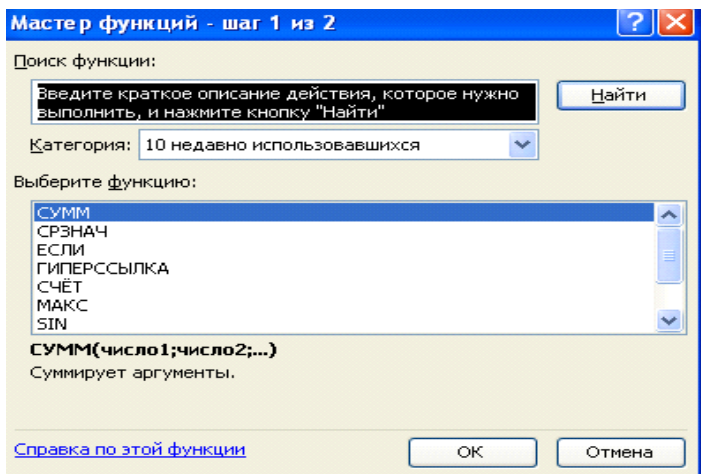 Мастер функций - шаг 1 из 2
Поиск функции:
Введите краткое описание действия, которое нужно
выполнить, и нажмите кнопку "Найти"
Найти
Категория: 10 недавно использовавшихся
Выберите функцию:
СУММ
СРЗНАЧ
ЕСЛИ
ГИПЕРССЫЛКА
СЧЁТ
МАКС
SIN
СУММ(число1;число2;...)
Суммирует аргументы.
Справка по этой функции
ОК
Отмена